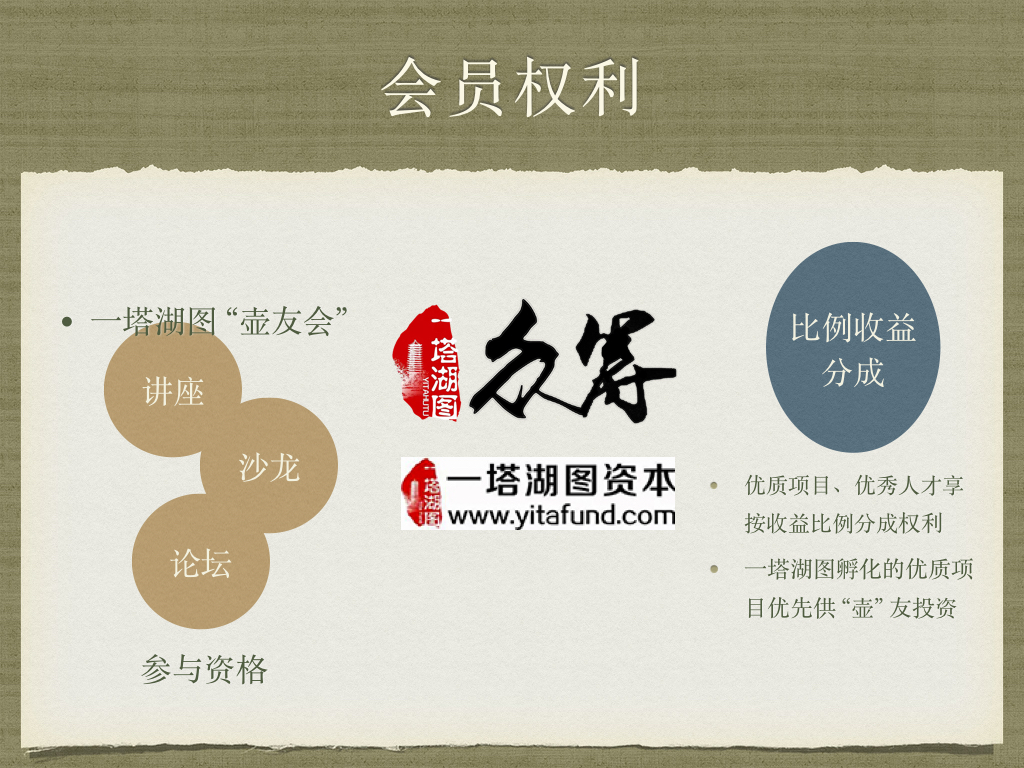 会员权利
一塔湖图 “壶友会”
讲座
沙龙
论坛
参与资格
一塔湖图
YITAHUTU
众筹
一塔湖图
一塔湖图资本
www.yitafund.com
比例收益
分成
优质项目、优秀人才享
按收益比例分成权利
一塔湖图孵化的优质项
目优先供 “壶” 友投资